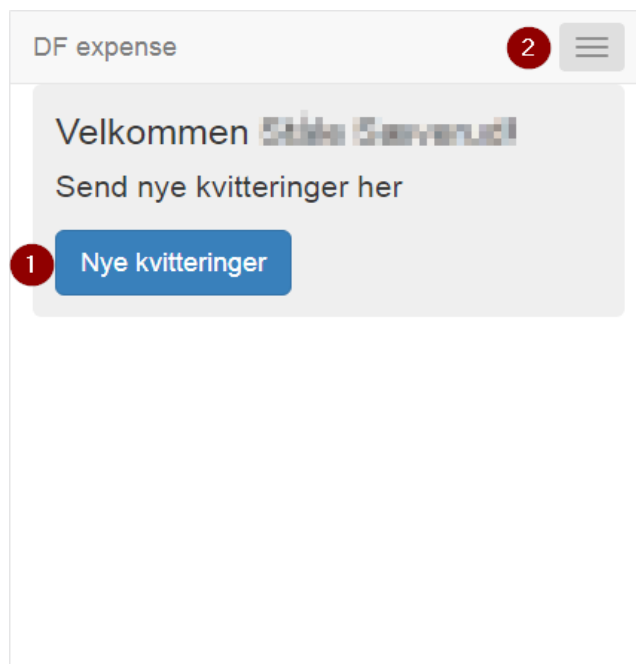 DF expense
2
Velkommen
Send nye kvitteringer her
1
Nye kvitteringer